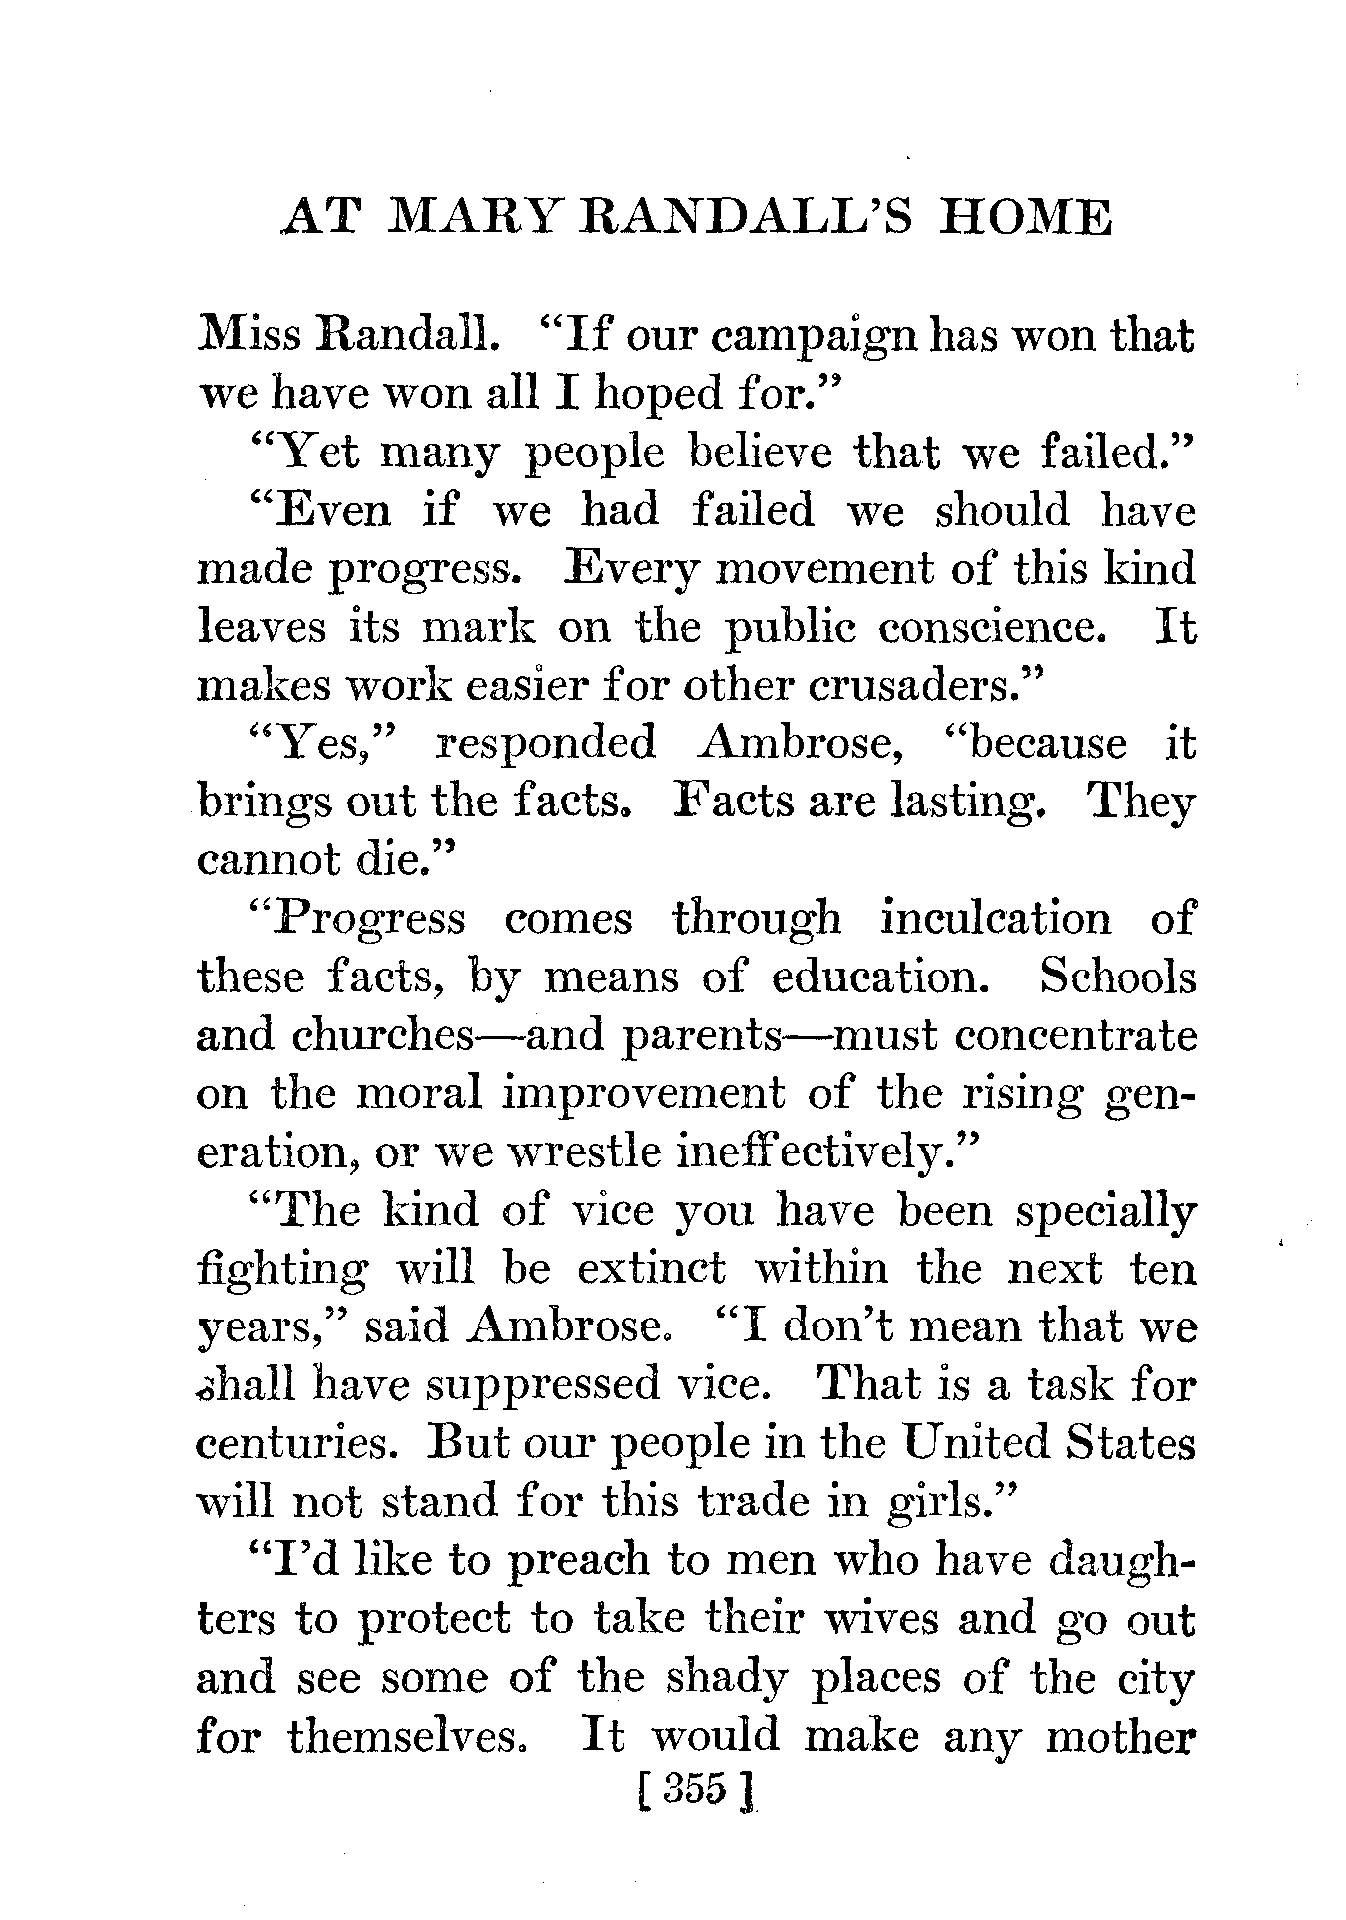 AT MARY RANDALL'S HOME
Miss Randall. “If our campaign has won that
we have won all I hoped for.”
“Yet many people believe that we failed.”
“Even if we had failed we should have
made progress. Every movement of this kind
leaves its mark on the public conscience. It
makes work easier for other crusaders.”
“Yes,” responded Ambrose, “because it
brings out the facts. Facts are lasting. They
cannot die.”
“Progress comes through inculcation of
these facts, by means of education. Schools
and churches—and parents—must concentrate
on the moral improvement of the rising gen-
eration, or we wrestle ineffectively.”
“The kind of vice you have been specially
fighting will be extinct within the next ten
years,” said Ambrose. “I don't mean that we
shall have suppressed vice. That is a task for
centuries. But our people in the United States
will not stand for this trade in girls.”
“I'd like to preach to men who have daugh-
ters to protect to take their wives and go out
and see some of the shady places of the city
for themselves. It would make any mother
[ 355 ]